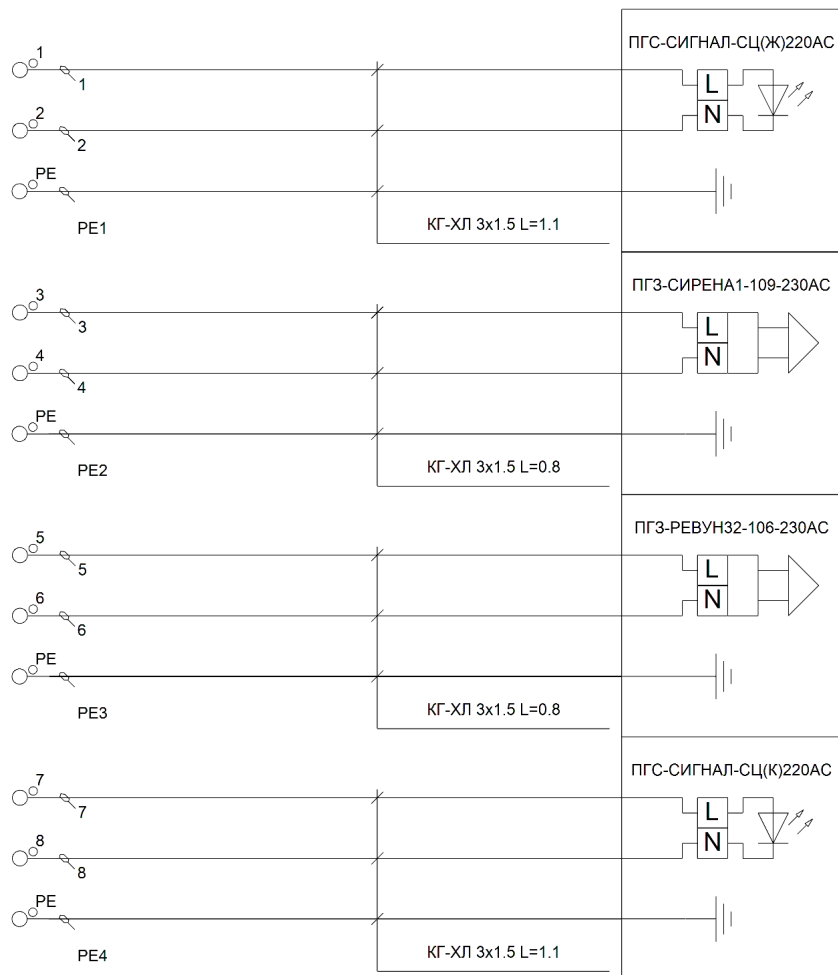 ПГС-СИГНАЛ-СЦ(Ж)220АС
1
1
L
2
N
2
PE
PE1
КГ-ХЛ 3х1.5 L=1.1
ПГЗ-СИРЕНА1-109-230АС
3
3
L
4
N
4
PE
PE2
КГ-ХЛ 3х1.5 L=0.8
ПГЗ-РЕВУН32-106-230АС
5
5
L
6
N
6
PE
PE3
КГ-ХЛ 3х1.5 L=0.8
ПГС-СИГНАЛ-СЦ(К)220АС
7
7
L
8
N
8
PE
PE4
КГ-ХЛ 3х1.5 L=1.1